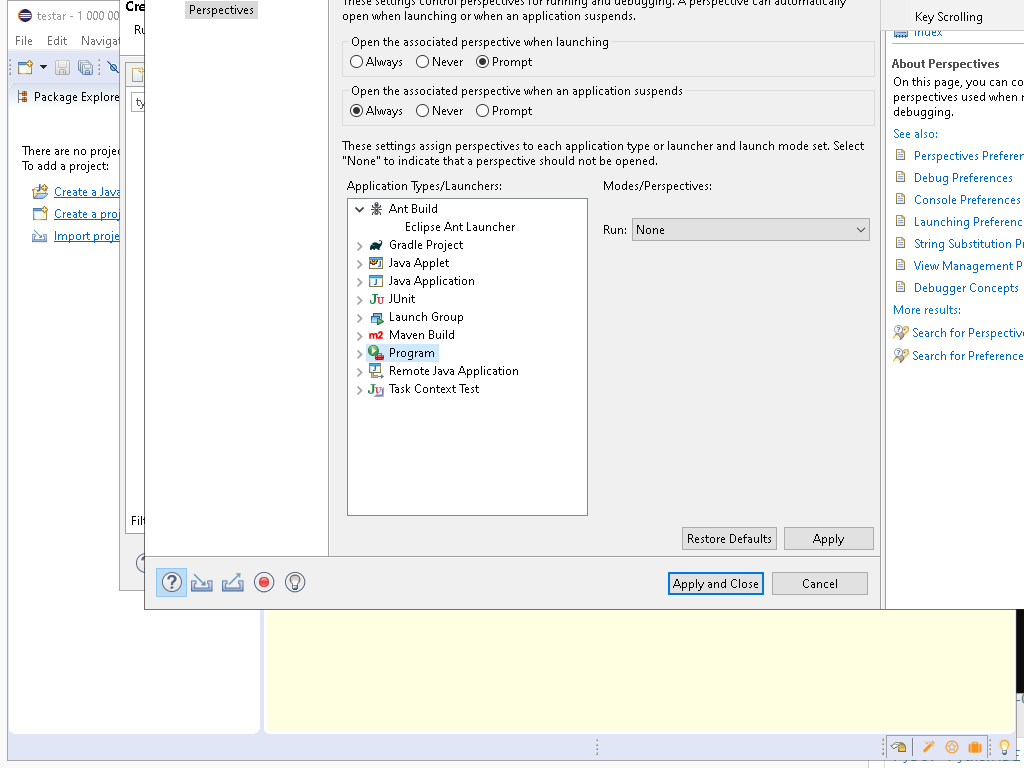 testar - 1 000 00
File Edit Navigat
Package Explore
There are no projec
To add a project:
Create a Java
Create a proj
Import proje
Cre
Ru
ty
Filt
Perspectives
These settings control perspectives for running and debugging. A perspective can automatically
open when launching or when an application suspends.
Open the associated perspective when launching
Always Never Prompt
Open the associated perspective when an application suspends
Always Never Prompt
These settings assign perspectives to each application type or launcher and launch mode set. Select
"None" to indicate that a perspective should not be opened.
Application Types/Launchers:
Modes/Perspectives:
Ant Build
Eclipse Ant Launcher
Gradle Project
Java Applet
Java Application
JUnit
Launch Group
Maven Build
Program
Remote Java Application
Task Context Test
Run: None
Restore Defaults Apply
Apply and Close Cancel
Key Scrolling
Index
About Perspectives
On this page, you can co
perspectives used when r
debugging.
See also:
Perspectives Preferen
Debug Preferences
Console Preferences
Launching Preferenc
String Substitution P
View Management P
Debugger Concepts
More results:
Search for Perspective
Search for Preference